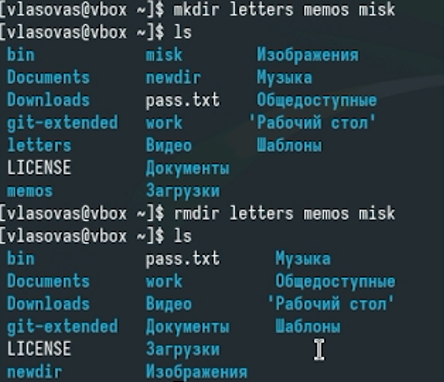 [vlasovas@vbox ~]$ mkdir letters memos misk
[vlasovas@vbox ~]$ ls
bin misk Изображения
Documents newdir Музыка
Downloads pass.txt Общедоступные
git-extended work 'Рабочий стол'
letters Видео Шаблоны
LICENSE Документы
memos Загрузки
[vlasovas@vbox ~]$ rmdir letters memos misk
[vlasovas@vbox ~]$ ls
bin pass.txt Музыка
Documents work Общедоступные
Downloads Видео 'Рабочий стол'
git-extended Документы Шаблоны
LICENSE Загрузки
newdir Изображения